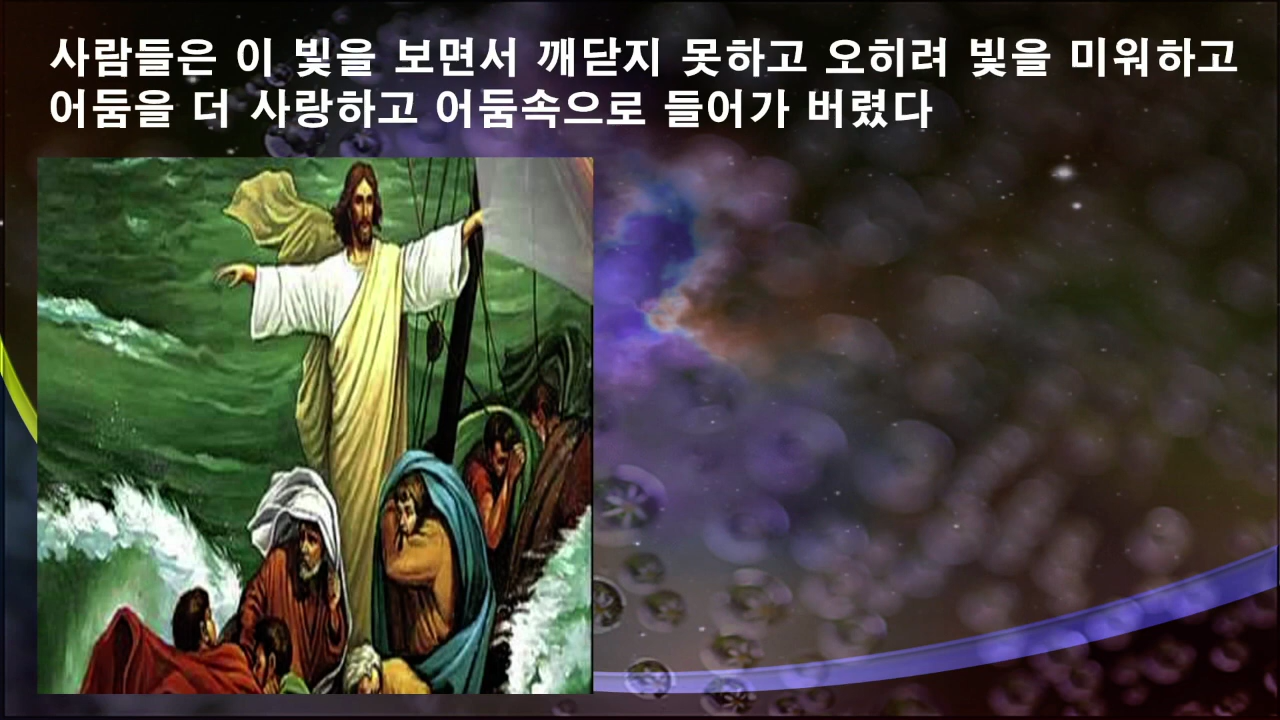 사람들은 이 빛을 보면서 깨닫지 못하고 오히려 빛을 미워하고
어둠을 더 사랑하고 어둠속으로 들어가 버렸다